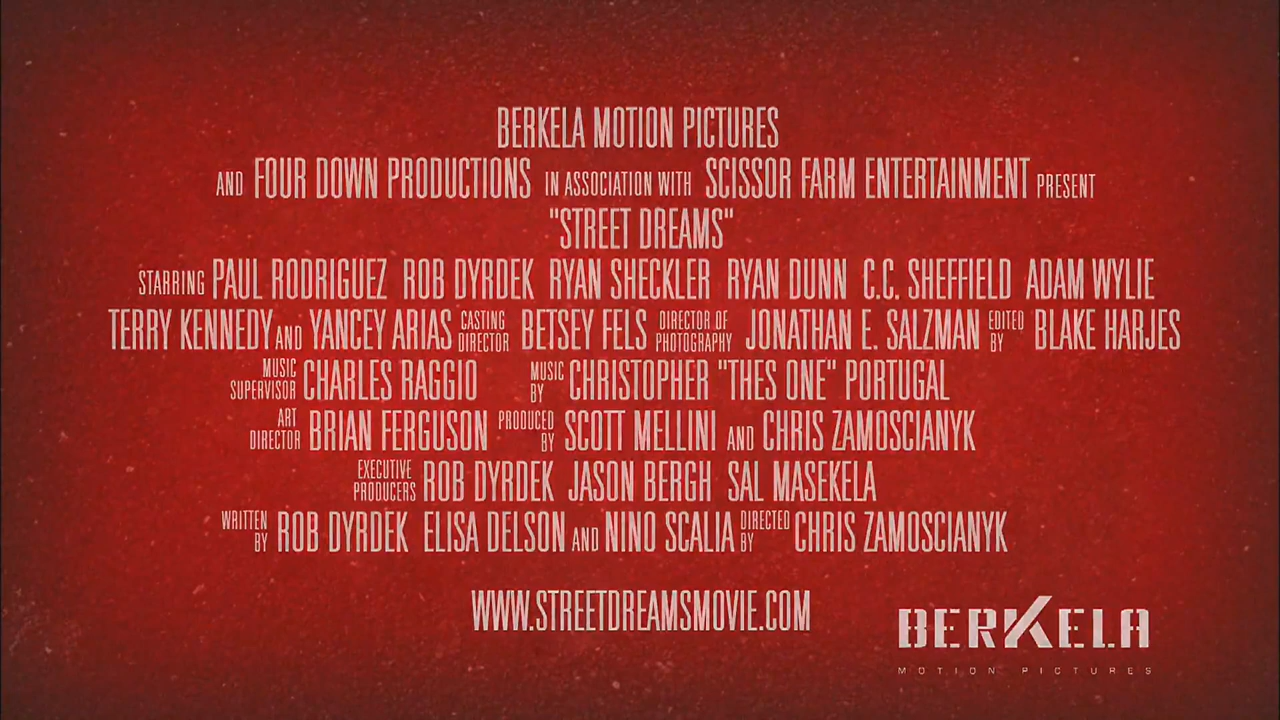 BERKELA MOTION PICTURES
AND FOUR DOWN PRODUCTIONS IN ASSOCIATION WITH SCISSOR FARM ENTERTAINMENT PRESENT
"STREET DREAMS"
STARRING PAUL RODRIGUEZ ROB DYRDEK RYAN SHECKLER RYAN DUNN C.C. SHEFFIELD ADAM WYLIE
TERRY KENNEDY AND YANCEY ARIAS CASTING DIRECTOR BETSEY FELS DIRECTOR OF PHOTOGRAPHY JONATHAN E. SALZMAN EDITED BY BLAKE HARJES
MUSIC SUPERVISOR CHARLES RAGGIO MUSIC BY CHRISTOPHER "THES ONE" PORTUGAL
ART DIRECTOR BRIAN FERGUSON PRODUCED BY SCOTT MELLINI AND CHRIS ZAMOSCIANYK
EXECUTIVE PRODUCERS ROB DYRDEK JASON BERGH SAL MASEKELA
WRITTEN BY ROB DYRDEK ELISA DELSON AND NINO SCALIA DIRECTED BY CHRIS ZAMOSCIANYK
WWW.STREETDREAMSMOVIE.COM
BERKELA
MOTION PICTURES